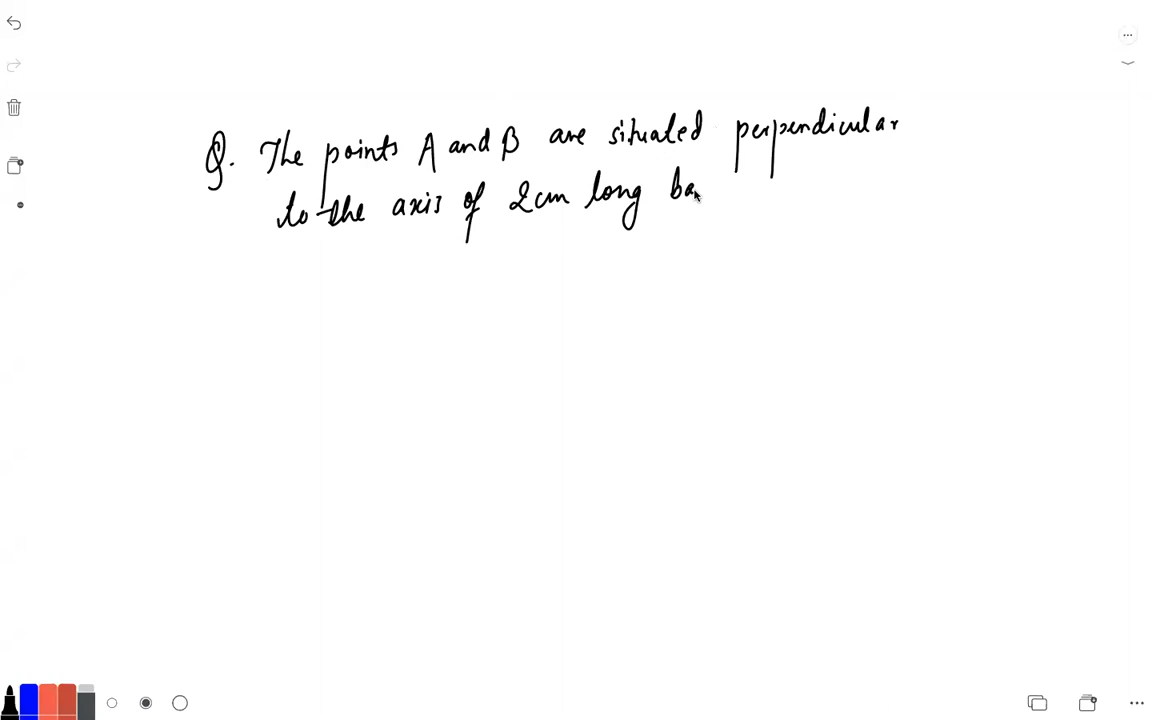 Q. The points A and B are situated perpendicular
to the axis of 2cm long ba